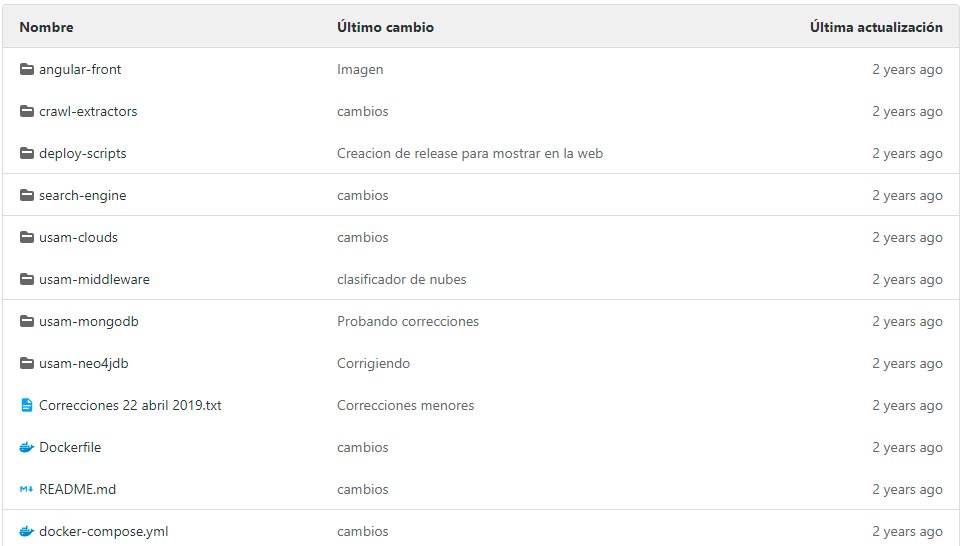 Nombre Último cambio Última actualización
angular-front Imagen 2 years ago
crawl-extractors cambios 2 years ago
deploy-scripts Creacion de release para mostrar en la web 2 years ago
search-engine cambios 2 years ago
usam-clouds cambios 2 years ago
usam-middleware clasificador de nubes 2 years ago
usam-mongodb Probando correcciones 2 years ago
usam-neo4jdb Corrigiendo 2 years ago
Correcciones 22 abril 2019.txt Correcciones menores 2 years ago
Dockerfile cambios 2 years ago
README.md cambios 2 years ago
docker-compose.yml cambios 2 years ago